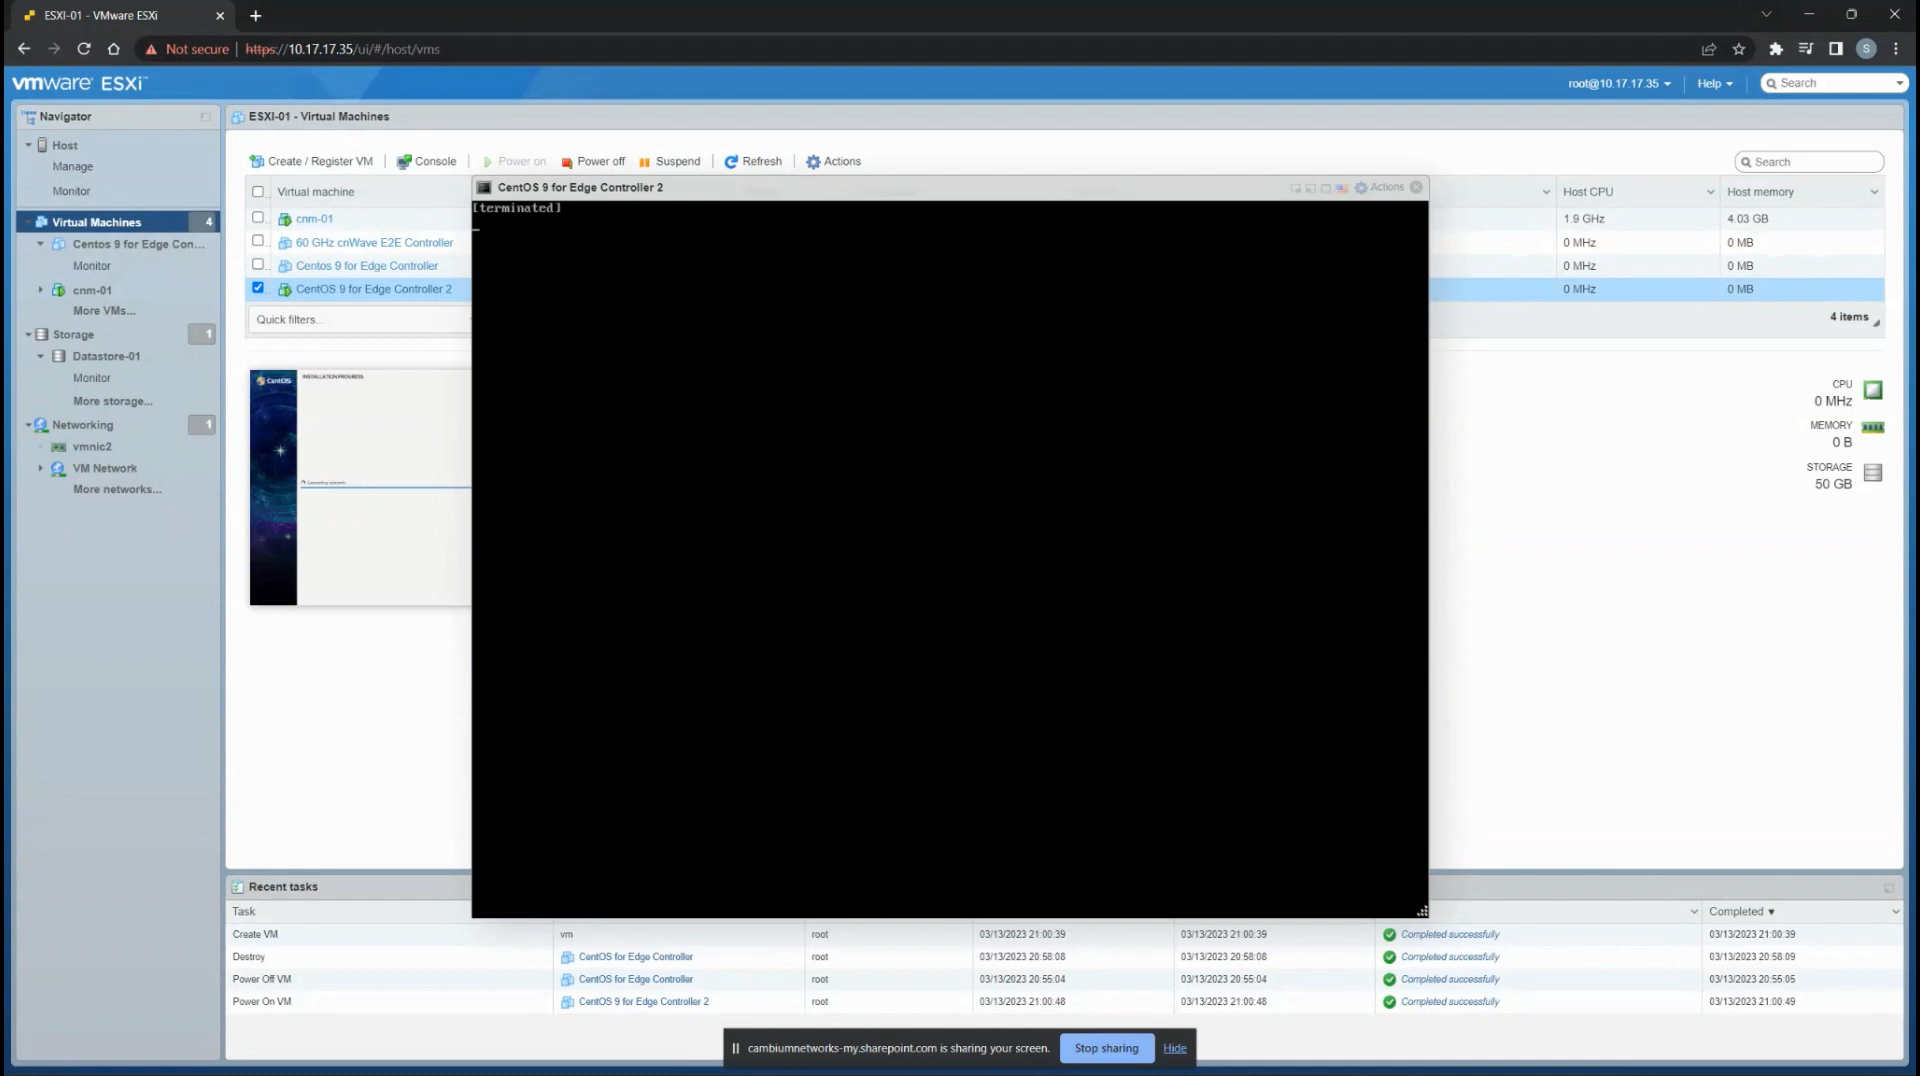 ESXI-01 - VMware ESXi
Not secure | https://10.17.17.35/ui/#/host/vms
S
vmware ESXi™
root@10.17.17.35
Help
Search
Navigator
Host
Manage
Monitor
Virtual Machines 4
Centos 9 for Edge Con...
Monitor
cnm-01
More VMs...
Storage 1
Datastore-01
Monitor
More storage...
Networking 1
vmnic2
VM Network
More networks...
ESXI-01 - Virtual Machines
Create / Register VM
Console
Power on
Power off
Suspend
Refresh
Actions
Search
Virtual machine
Host CPU
Host memory
cnm-01 1.9 GHz 4.03 GB
60 GHz cnWave E2E Controller 0 MHz 0 MB
Centos 9 for Edge Controller 0 MHz 0 MB
CentOS 9 for Edge Controller 2 0 MHz 0 MB
Quick filters...
4 items
CentOS 9 for Edge Controller 2
Actions
[terminated]
CentOS
INSTALLATION PROGRESS
CPU
0 MHz
MEMORY
0 B
STORAGE
50 GB
Recent tasks
Task
Completed ▼
Create VM vm root 03/13/2023 21:00:39 03/13/2023 21:00:39 Completed successfully 03/13/2023 21:00:39
Destroy CentOS for Edge Controller root 03/13/2023 20:58:08 03/13/2023 20:58:08 Completed successfully 03/13/2023 20:58:09
Power Off VM CentOS for Edge Controller root 03/13/2023 20:55:04 03/13/2023 20:55:04 Completed successfully 03/13/2023 20:55:05
Power On VM CentOS 9 for Edge Controller 2 root 03/13/2023 21:00:48 03/13/2023 21:00:48 Completed successfully 03/13/2023 21:00:49
cambiumnetworks-my.sharepoint.com is sharing your screen.
Stop sharing
Hide